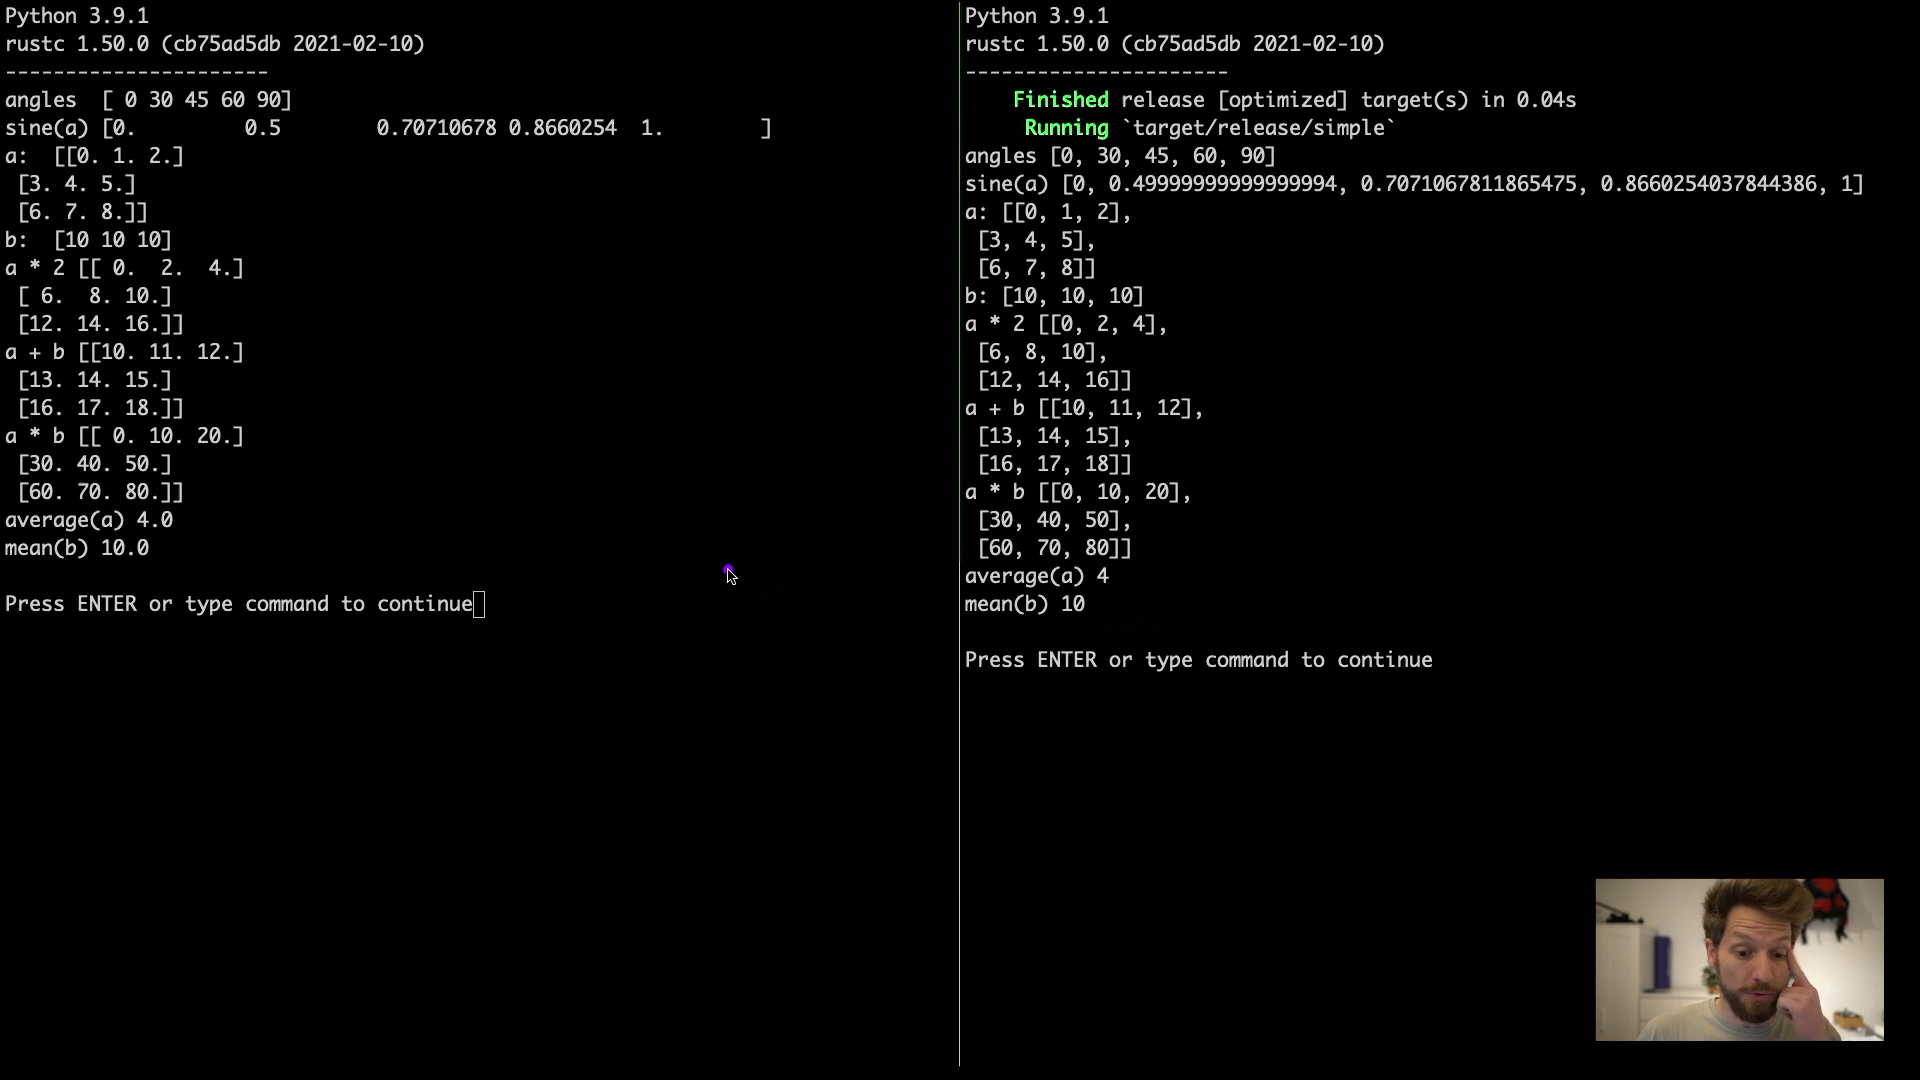 Python 3.9.1
rustc 1.50.0 (cb75ad5db 2021-02-10)
----------------------
angles  [ 0 30 45 60 90]
sine(a) [0.         0.5        0.70710678 0.8660254  1.        ]
a:  [[0. 1. 2.]
 [3. 4. 5.]
 [6. 7. 8.]]
b:  [10 10 10]
a * 2 [[ 0.  2.  4.]
 [ 6.  8. 10.]
 [12. 14. 16.]]
a + b [[10. 11. 12.]
 [13. 14. 15.]
 [16. 17. 18.]]
a * b [[ 0. 10. 20.]
 [30. 40. 50.]
 [60. 70. 80.]]
average(a) 4.0
mean(b) 10.0
Press ENTER or type command to continue
Python 3.9.1
rustc 1.50.0 (cb75ad5db 2021-02-10)
----------------------
    Finished release [optimized] target(s) in 0.04s
     Running `target/release/simple`
angles [0, 30, 45, 60, 90]
sine(a) [0, 0.49999999999999994, 0.7071067811865475, 0.8660254037844386, 1]
a: [[0, 1, 2],
 [3, 4, 5],
 [6, 7, 8]]
b: [10, 10, 10]
a * 2 [[0, 2, 4],
 [6, 8, 10],
 [12, 14, 16]]
a + b [[10, 11, 12],
 [13, 14, 15],
 [16, 17, 18]]
a * b [[0, 10, 20],
 [30, 40, 50],
 [60, 70, 80]]
average(a) 4
mean(b) 10
Press ENTER or type command to continue